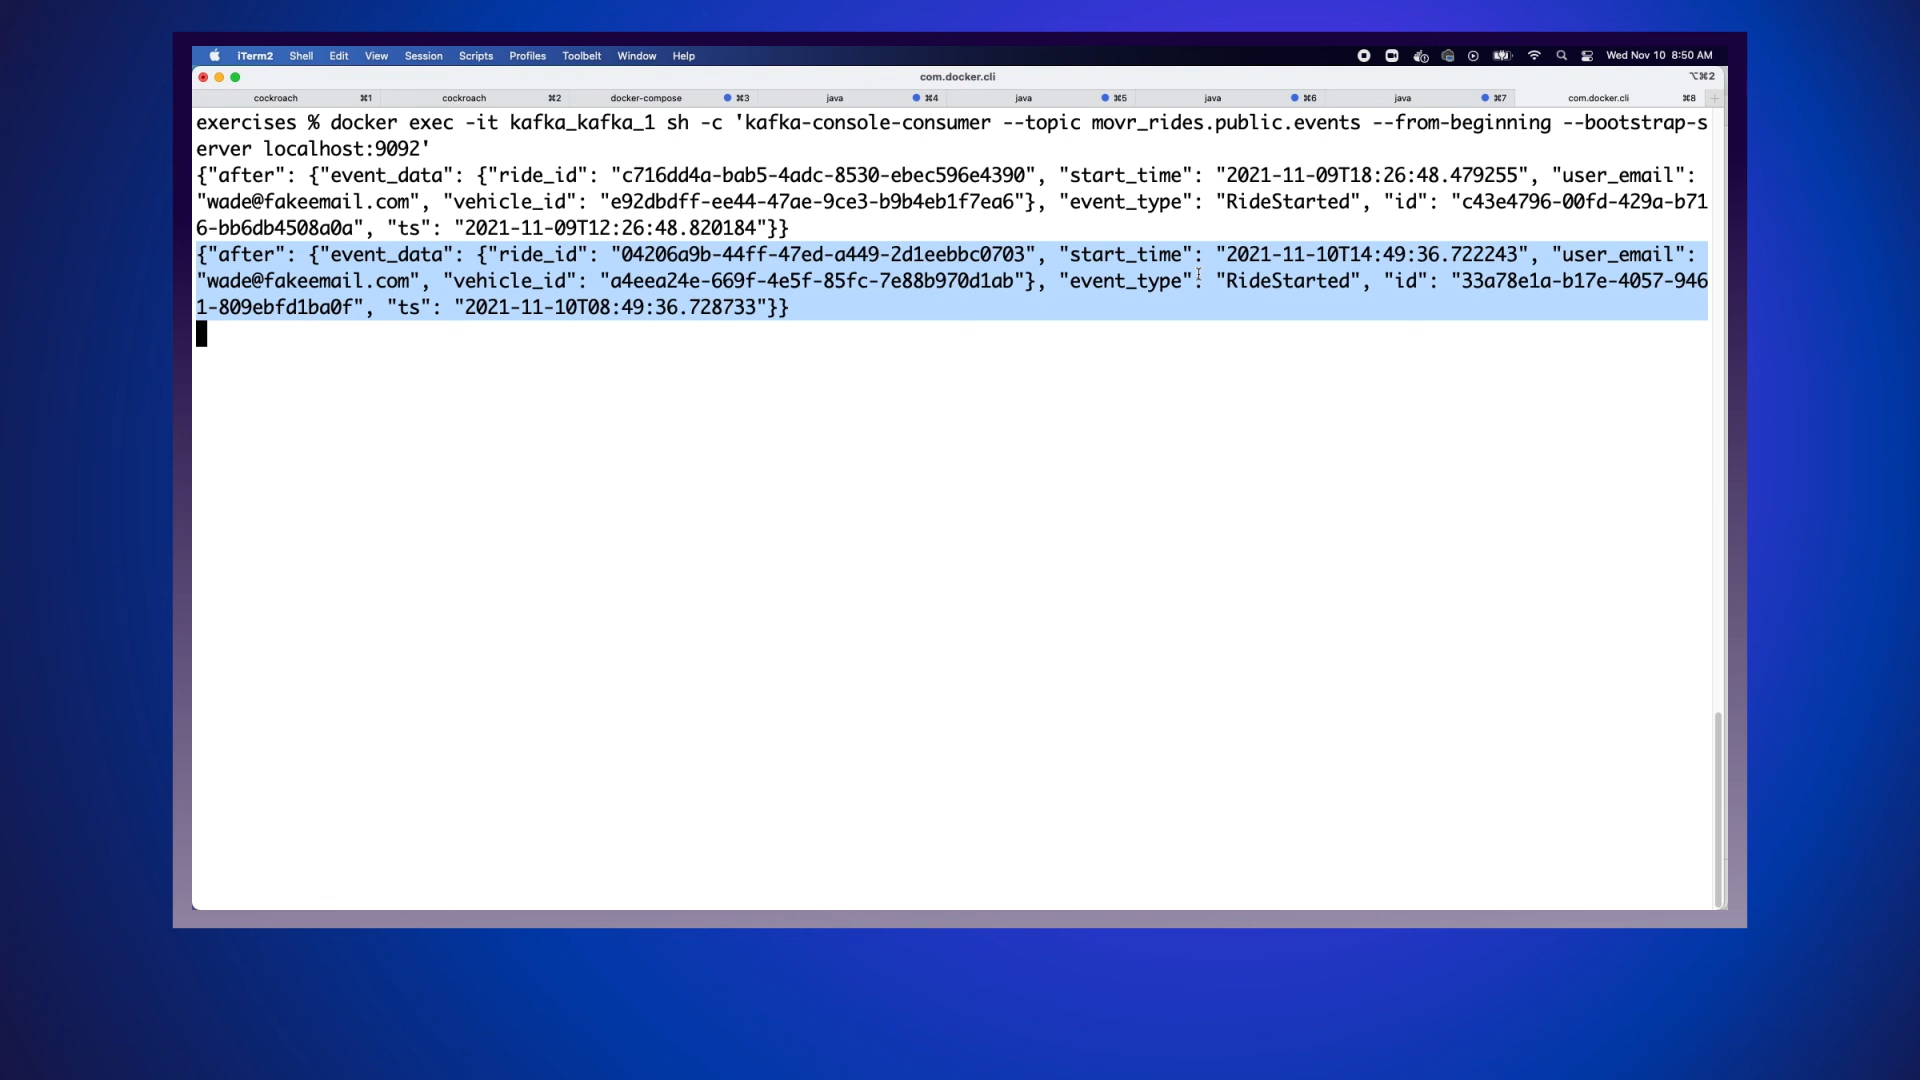 iTerm2 Shell Edit View Session Scripts Profiles Toolbelt Window Help Wed Nov 10 8:50 AM
com.docker.cli ⌥⌘2
cockroach ⌘1 cockroach ⌘2 docker-compose ⌘3 java ⌘4 java ⌘5 java ⌘6 java ⌘7 com.docker.cli ⌘8
exercises % docker exec -it kafka_kafka_1 sh -c 'kafka-console-consumer --topic movr_rides.public.events --from-beginning --bootstrap-s
erver localhost:9092'
{"after": {"event_data": {"ride_id": "c716dd4a-bab5-4adc-8530-ebec596e4390", "start_time": "2021-11-09T18:26:48.479255", "user_email":
"wade@fakeemail.com", "vehicle_id": "e92dbdff-ee44-47ae-9ce3-b9b4eb1f7ea6"}, "event_type": "RideStarted", "id": "c43e4796-00fd-429a-b71
6-bb6db4508a0a", "ts": "2021-11-09T12:26:48.820184"}}
{"after": {"event_data": {"ride_id": "04206a9b-44ff-47ed-a449-2d1eebbc0703", "start_time": "2021-11-10T14:49:36.722243", "user_email":
"wade@fakeemail.com", "vehicle_id": "a4eea24e-669f-4e5f-85fc-7e88b970d1ab"}, "event_type": "RideStarted", "id": "33a78e1a-b17e-4057-946
1-809ebfd1ba0f", "ts": "2021-11-10T08:49:36.728733"}}